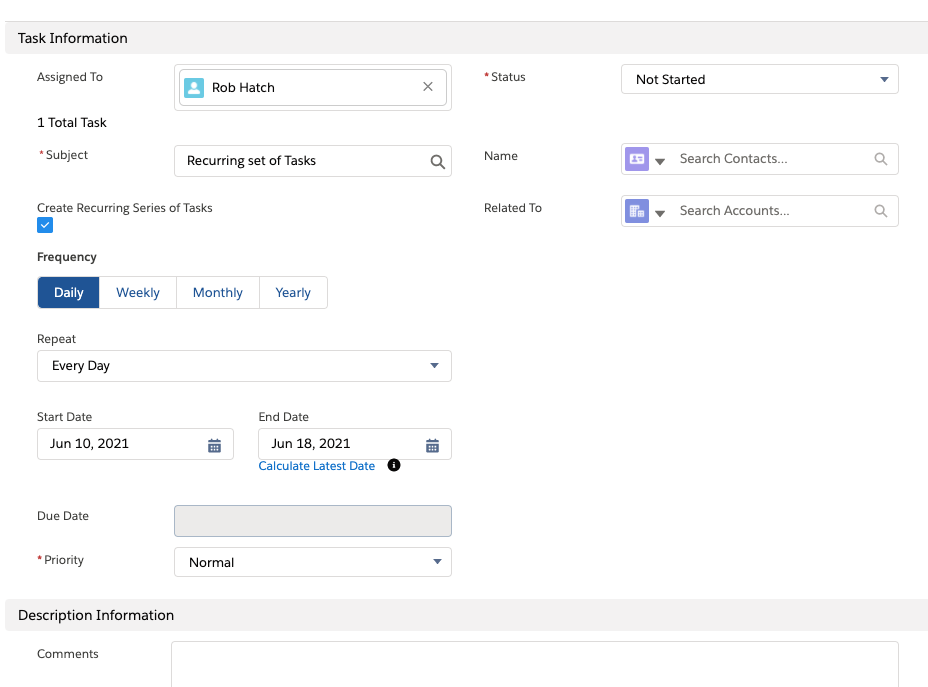 Task Information
Assigned To
Rob Hatch
*Status
Not Started
1 Total Task
*Subject
Recurring set of Tasks
Name
Search Contacts...
Create Recurring Series of Tasks
Related To
Search Accounts...
Frequency
Daily Weekly Monthly Yearly
Repeat
Every Day
Start Date End Date
Jun 10, 2021 Jun 18, 2021
Calculate Latest Date
Due Date
*Priority
Normal
Description Information
Comments